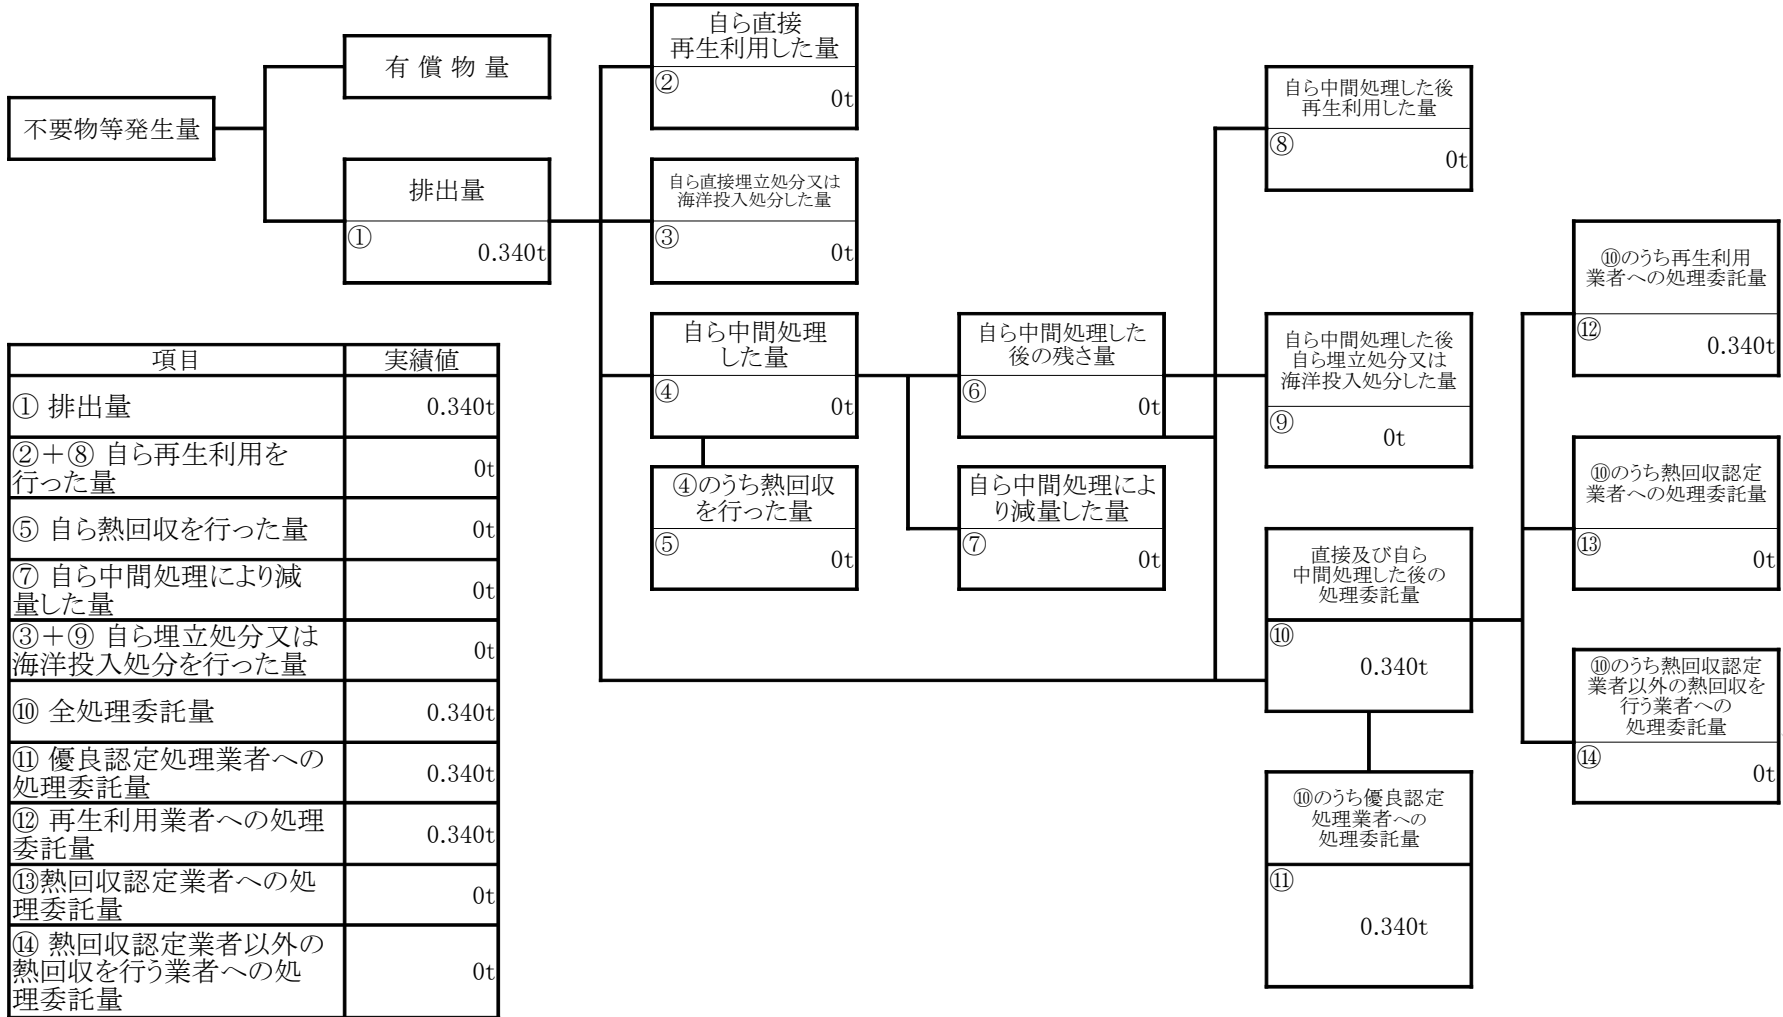 不要物等発生量
有 償 物 量
排出量
①
0.340t
自ら直接
再生利用した量
②
0t
自ら直接埋立処分又は
海洋投入処分した量
③
0t
自ら中間処理
した量
④
0t
④のうち熱回収
を行った量
⑤
0t
自ら中間処理した
後の残さ量
⑥
0t
自ら中間処理によ
り減量した量
⑦
0t
自ら中間処理した後
再生利用した量
⑧
0t
自ら中間処理した後
自ら埋立処分又は
海洋投入処分した量
⑨
0t
直接及び自ら
中間処理した後の
処理委託量
⑩
0.340t
⑩のうち優良認定
処理業者への
処理委託量
⑪
0.340t
⑩のうち再生利用
業者への処理委託量
⑫
0.340t
⑩のうち熱回収認定
業者への処理委託量
⑬
0t
⑩のうち熱回収認定
業者以外の熱回収を
行う業者への
処理委託量
⑭
0t
項目 実績値
① 排出量 0.340t
②＋⑧ 自ら再生利用を
行った量 0t
⑤ 自ら熱回収を行った量 0t
⑦ 自ら中間処理により減
量した量 0t
③＋⑨ 自ら埋立処分又は
海洋投入処分を行った量 0t
⑩ 全処理委託量 0.340t
⑪ 優良認定処理業者への
処理委託量 0.340t
⑫ 再生利用業者への処理
委託量 0.340t
⑬熱回収認定業者への処
理委託量 0t
⑭ 熱回収認定業者以外の
熱回収を行う業者への処
理委託量 0t